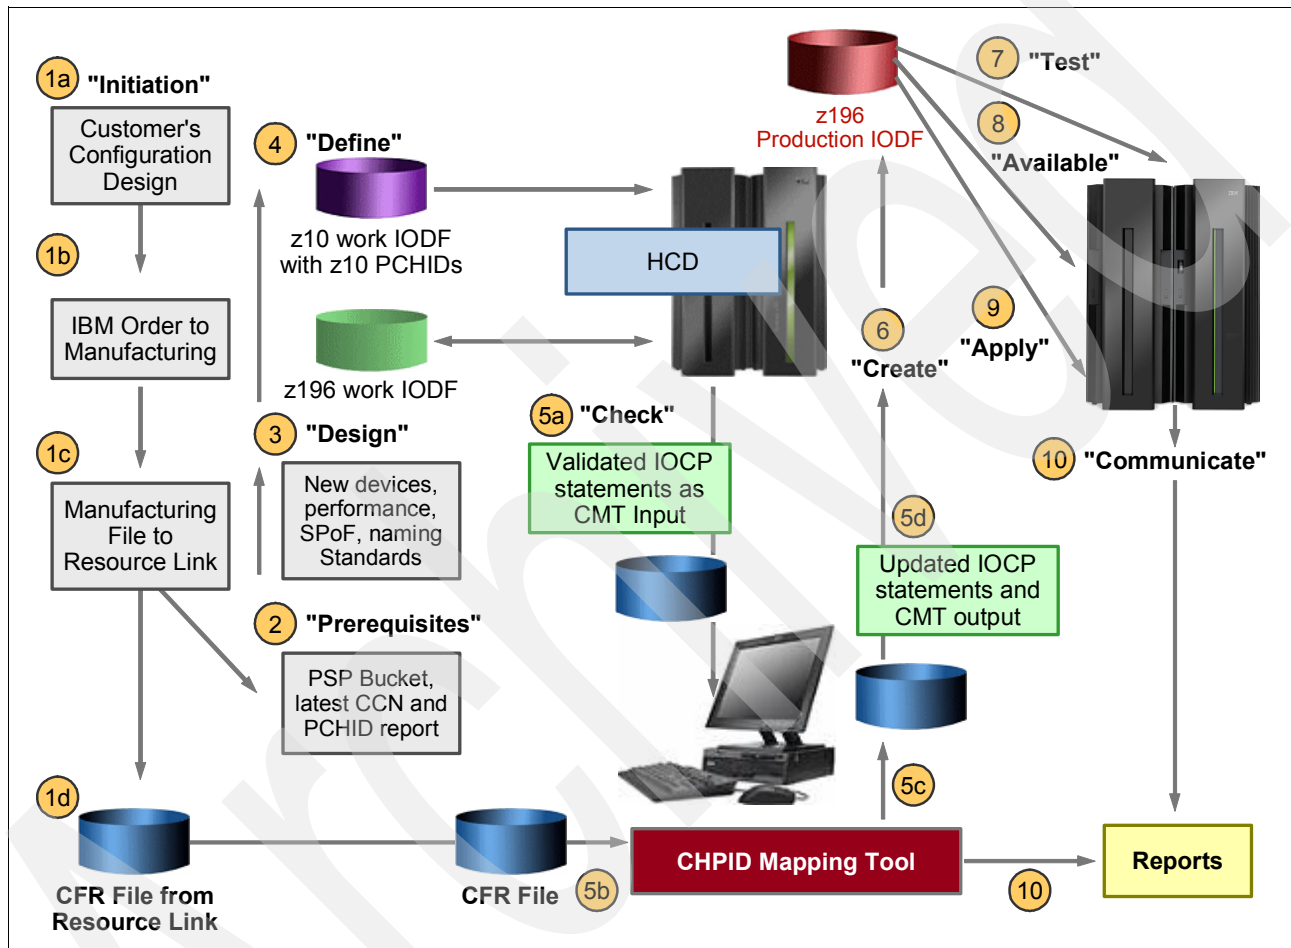 1a "Initiation"
Customer's
Configuration
Design
1b
IBM Order to
Manufacturing
1c
Manufacturing
File to
Resource Link
1d
CFR File from
Resource Link
2 "Prerequisites"
PSP Bucket,
latest CCN and
PCHID report
3 "Design"
New devices,
performance,
SPoF, naming
Standards
4 "Define"
z10 work IODF
with z10 PCHIDs
z196 work IODF
HCD
5a "Check"
Validated IOCP
statements as
CMT Input
CFR File
5b
CHPID Mapping Tool
5c
5d
Updated IOCP
statements and
CMT output
6
"Create"
z196
Production IODF
7 "Test"
8
"Available"
9
"Apply"
10 "Communicate"
10
Reports
Archived